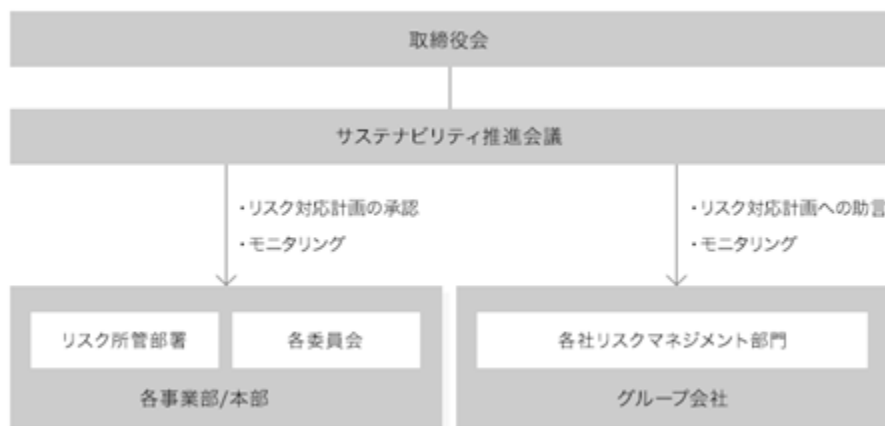 取締役会
サステナビリティ推進会議
・リスク対応計画の承認
・モニタリング
・リスク対応計画への助言
・モニタリング
リスク所管部署
各委員会
各事業部/本部
各社リスクマネジメント部門
グループ会社